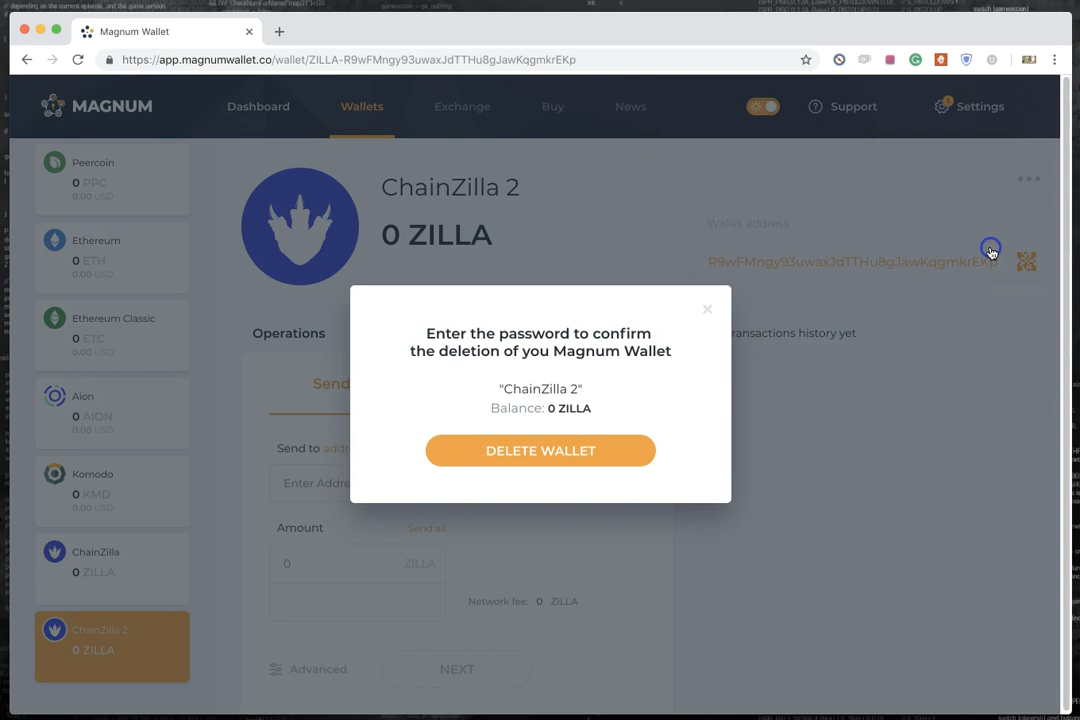 Magnum Wallet
https://app.magnumwallet.co/wallet/ZILLA-R9wFMngy93uwaxJdTTHu8gJawKqgmkrEKp
MAGNUM
Dashboard
Wallets
Exchange
Buy
News
Support
1
Settings
Peercoin
0 PPC
0.00 USD
Ethereum
0 ETH
0.00 USD
Ethereum Classic
0 ETC
0.00 USD
Aion
0 AION
0.00 USD
Komodo
0 KMD
0.00 USD
ChainZilla
0 ZILLA
ChainZilla 2
0 ZILLA
ChainZilla 2
0 ZILLA
Wallet address
R9wFMngy93uwaxJdTTHu8gJawKqgmkrEKp
Operations
Send
Send to addr
Enter Addre
Amount
Send all
0 ZILLA
Network fee: 0 ZILLA
Advanced
NEXT
ransactions history yet
Enter the password to confirm
the deletion of you Magnum Wallet
"ChainZilla 2"
Balance: 0 ZILLA
DELETE WALLET